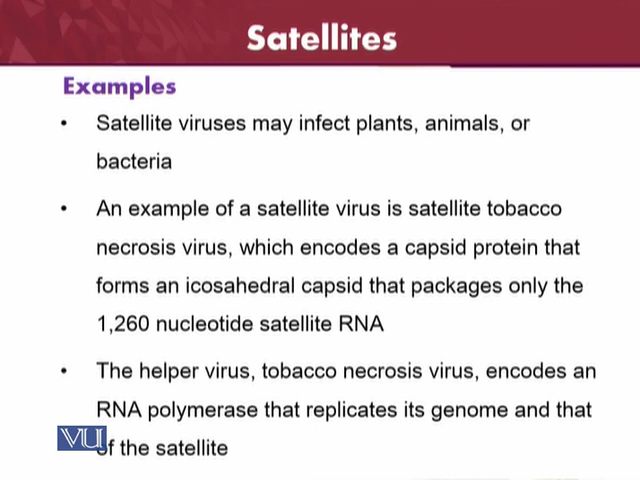 Satellites
Examples
• Satellite viruses may infect plants, animals, or
bacteria
• An example of a satellite virus is satellite tobacco
necrosis virus, which encodes a capsid protein that
forms an icosahedral capsid that packages only the
1,260 nucleotide satellite RNA
• The helper virus, tobacco necrosis virus, encodes an
RNA polymerase that replicates its genome and that
of the satellite
VU